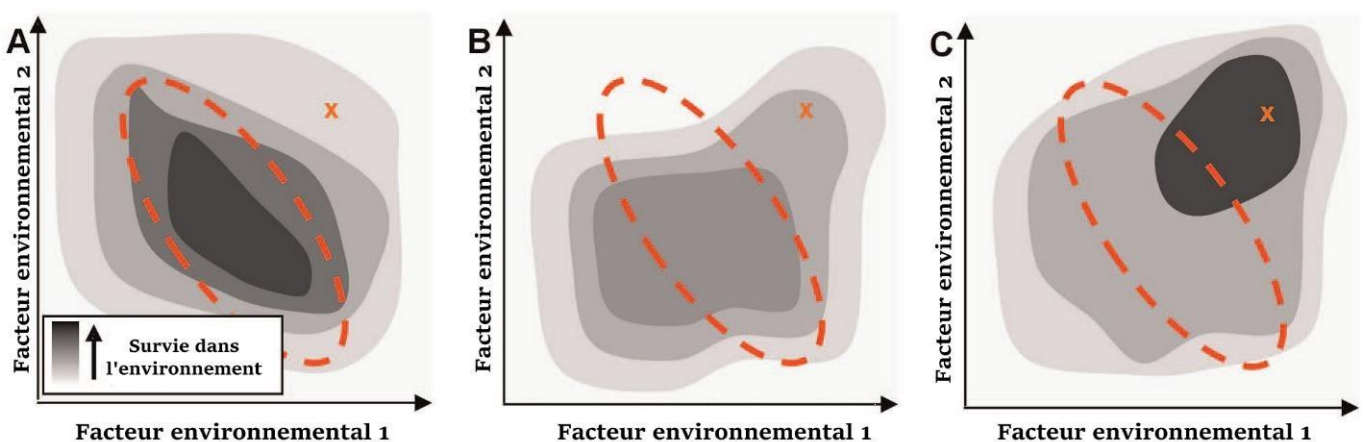 A
Facteur environnemental 2
x
Survie dans
l'environnement
Facteur environnemental 1
B
Facteur environnemental 2
x
Facteur environnemental 1
C
Facteur environnemental 2
x
Facteur environnemental 1